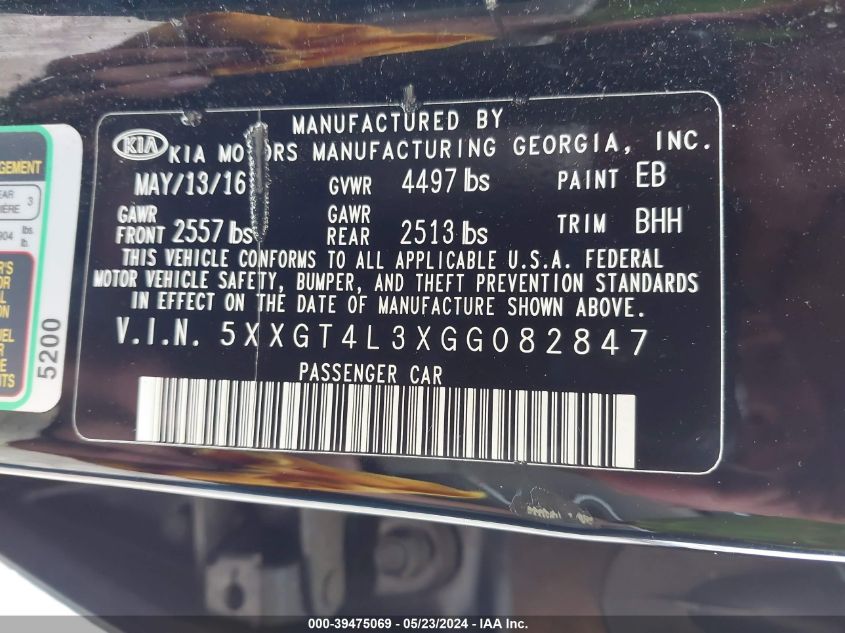 MANUFACTURED BY
KIA KIA MOTORS MANUFACTURING GEORGIA, INC.
MAY/13/16 GVWR 4497 lbs PAINT EB
GAWR FRONT 2557 lbs GAWR REAR 2513 lbs TRIM BHH
THIS VEHICLE CONFORMS TO ALL APPLICABLE U.S.A. FEDERAL
MOTOR VEHICLE SAFETY, BUMPER, AND THEFT PREVENTION STANDARDS
IN EFFECT ON THE DATE OF MANUFACTURE SHOWN ABOVE.
V.I.N. 5XXGT4L3XGG082847
PASSENGER CAR
5200
000-39475069 - 05/23/2024 - IAA Inc.